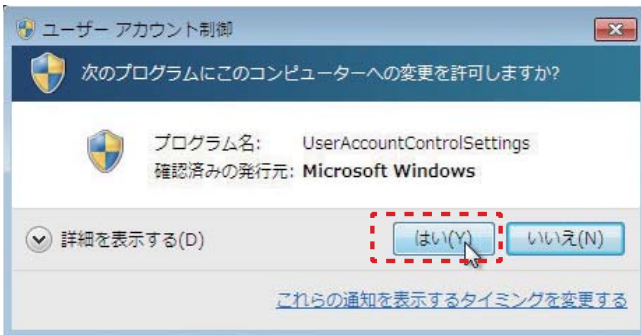 ユーザー アカウント制御
次のプログラムにこのコンピューターへの変更を許可しますか?
プログラム名: UserAccountControlSettings
確認済みの発行元: Microsoft Windows
詳細を表示する(D) はい(Y) いいえ(N)
これらの通知を表示するタイミングを変更する